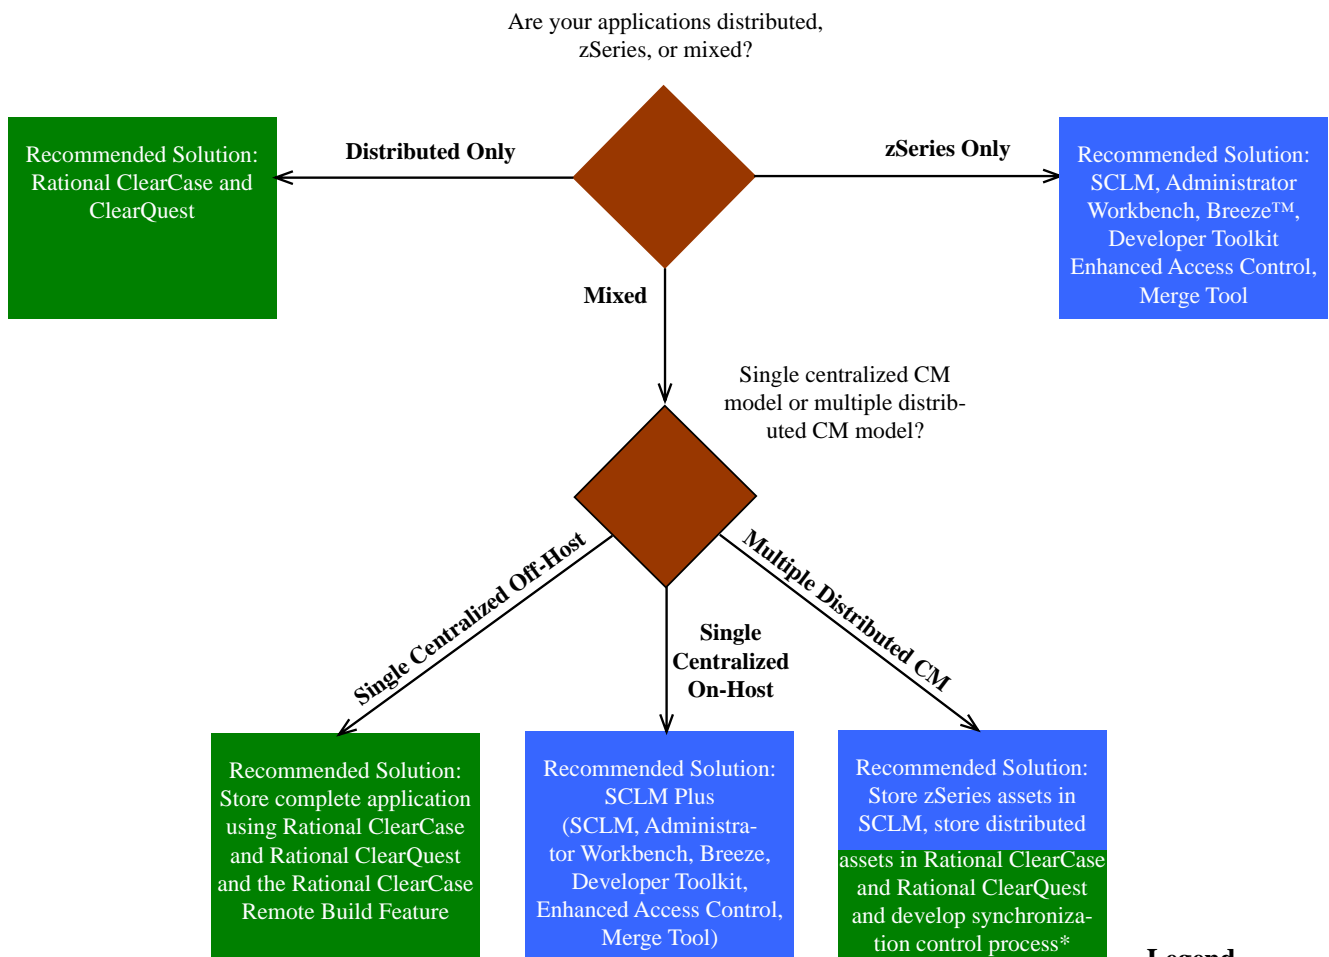 Are your applications distributed,
zSeries, or mixed?
Recommended Solution:
Rational ClearCase and
ClearQuest
Distributed Only
zSeries Only
Recommended Solution:
SCLM, Administrator
Workbench, Breeze™,
Developer Toolkit
Enhanced Access Control,
Merge Tool
Mixed
Single centralized CM
model or multiple distrib-
uted CM model?
Single Centralized Off-Host
Single
Centralized
On-Host
Multiple Distributed CM
Recommended Solution:
Store complete application
using Rational ClearCase
and Rational ClearQuest
and the Rational ClearCase
Remote Build Feature
Recommended Solution:
SCLM Plus
(SCLM, Administra-
tor Workbench, Breeze,
Developer Toolkit,
Enhanced Access Control,
Merge Tool)
Recommended Solution:
Store zSeries assets in
SCLM, store distributed
assets in Rational ClearCase
and Rational ClearQuest
and develop synchroniza-
tion control process*
Legend